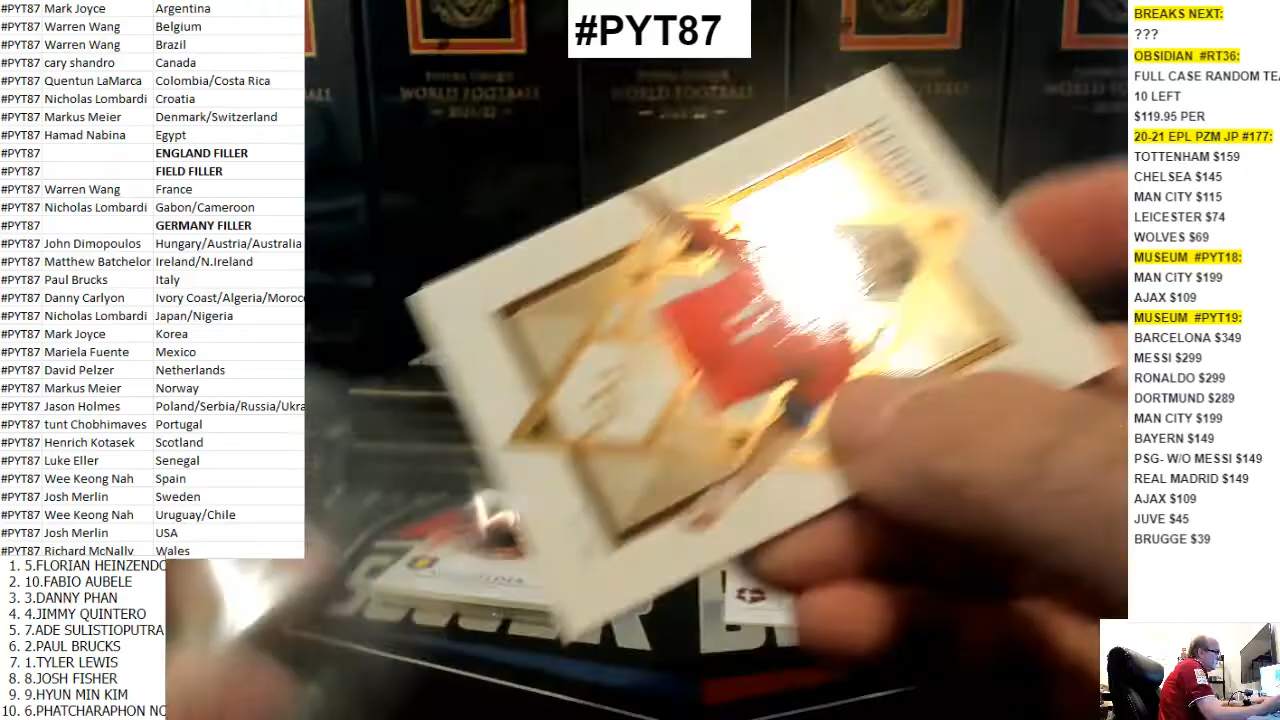 #PYT87 Mark Joyce Argentina
#PYT87 Warren Wang Belgium
#PYT87 Warren Wang Brazil
#PYT87 cary shandro Canada
#PYT87 Quentun LaMarca Colombia/Costa Rica
#PYT87 Nicholas Lombardi Croatia
#PYT87 Markus Meier Denmark/Switzerland
#PYT87 Hamad Nabina Egypt
#PYT87 ENGLAND FILLER
#PYT87 FIELD FILLER
#PYT87 Warren Wang France
#PYT87 Nicholas Lombardi Gabon/Cameroon
#PYT87 GERMANY FILLER
#PYT87 John Dimopoulos Hungary/Austria/Australia
#PYT87 Matthew Batchelor Ireland/N.Ireland
#PYT87 Paul Brucks Italy
#PYT87 Danny Carlyon Ivory Coast/Algeria/Moroc
#PYT87 Nicholas Lombardi Japan/Nigeria
#PYT87 Mark Joyce Korea
#PYT87 Mariela Fuente Mexico
#PYT87 David Pelzer Netherlands
#PYT87 Markus Meier Norway
#PYT87 Jason Holmes Poland/Serbia/Russia/Ukra
#PYT87 tunt Chobhimaves Portugal
#PYT87 Henrich Kotasek Scotland
#PYT87 Luke Eller Senegal
#PYT87 Wee Keong Nah Spain
#PYT87 Josh Merlin Sweden
#PYT87 Wee Keong Nah Uruguay/Chile
#PYT87 Josh Merlin USA
#PYT87 Richard McNally Wales
1. 5.FLORIAN HEINZENDO
2. 10.FABIO AUBELE
3. 3.DANNY PHAN
4. 4.JIMMY QUINTERO
5. 7.ADE SULISTIOPUTRA
6. 2.PAUL BRUCKS
7. 1.TYLER LEWIS
8. 8.JOSH FISHER
9. 9.HYUN MIN KIM
10. 6.PHATCHARAPHON NO
#PYT87
WORLD FOOTBALL
WORLD FOOTBALL
BREAKS NEXT:
???
OBSIDIAN #RT36:
FULL CASE RANDOM TEA
10 LEFT
$119.95 PER
20-21 EPL PZM JP #177:
TOTTENHAM $159
CHELSEA $145
MAN CITY $115
LEICESTER $74
WOLVES $69
MUSEUM #PYT18:
MAN CITY $199
AJAX $109
MUSEUM #PYT19:
BARCELONA $349
MESSI $299
RONALDO $299
DORTMUND $289
MAN CITY $199
BAYERN $149
PSG- W/O MESSI $149
REAL MADRID $149
AJAX $109
JUVE $45
BRUGGE $39